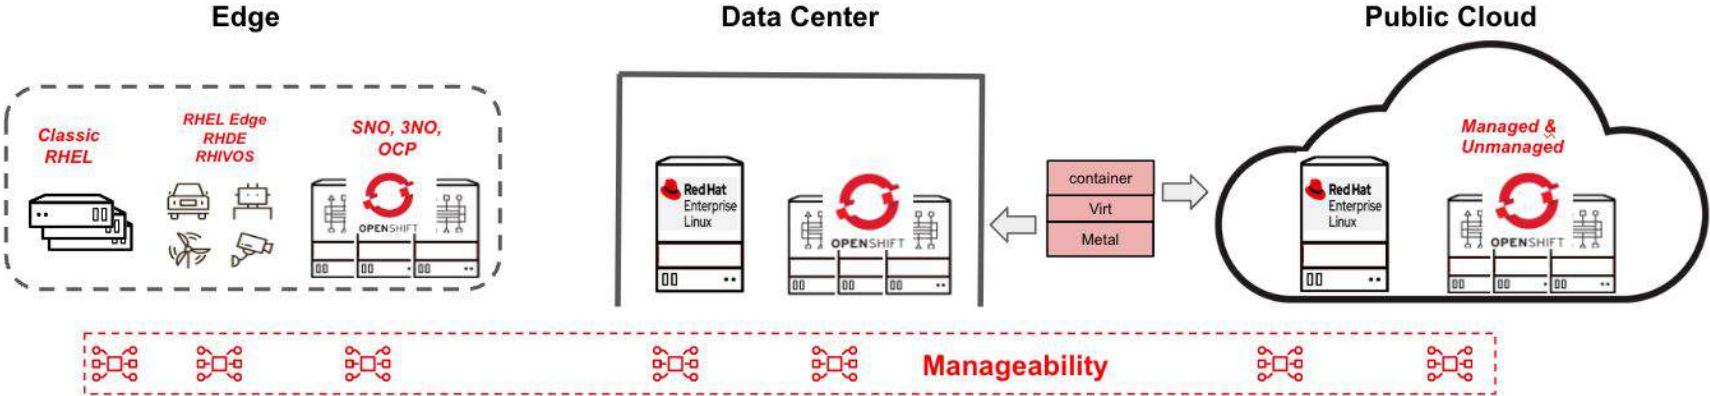 Edge
Data Center
Public Cloud
Classic
RHEL
RHEL Edge
RHDE
RHIVOS
SNO, 3NO,
OCP
OPENSHIFT
Red Hat
Enterprise
Linux
OPENSHIFT
container
Virt
Metal
Managed &
Unmanaged
Red Hat
Enterprise
Linux
OPENSHIFT
Manageability